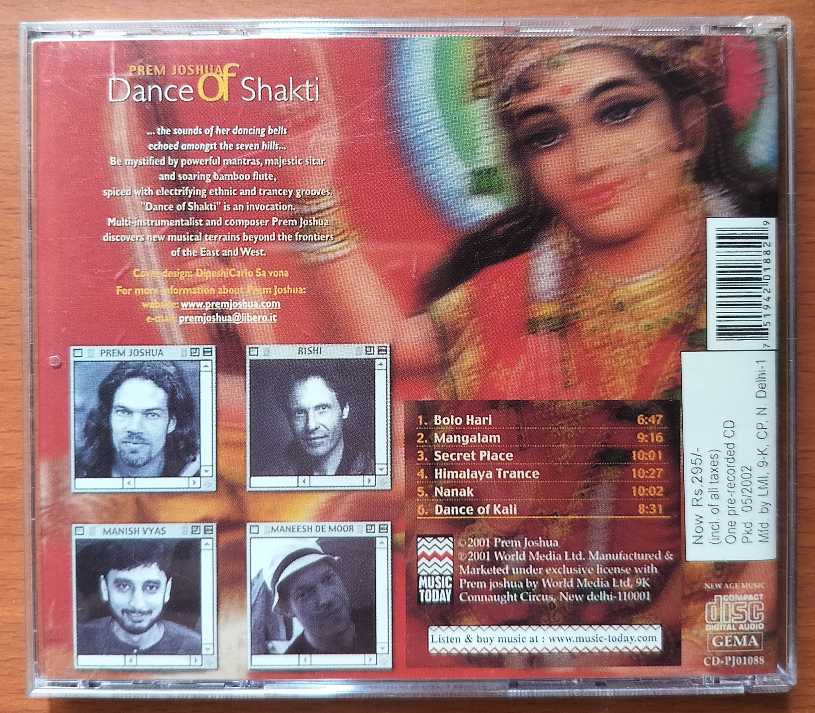 PREM JOSHUA
Dance Of Shakti
... the sounds of her dancing bells
echoed amongst the seven hills...
Be mystified by powerful mantras, majestic sitar
and soaring bamboo flute,
spiced with electrifying ethnic and trancey grooves.
"Dance of Shakti" is an invocation.
Multi-instrumentalist and composer Prem Joshua
discovers new musical terrains beyond the frontiers
of the East and West.
Cover design: DipeshiCarlo Savona
For more information about Prem Joshua:
website: www.premjoshua.com
e-mail: premjoshua@libero.it
PREM JOSHUA
RISHI
MANISH VYAS
MANEESH DE MOOR
1. Bolo Hari 6:47
2. Mangalam 9:16
3. Secret Place 10:01
4. Himalaya Trance 10:27
5. Nanak 10:02
6. Dance of Kali 8:31
MUSIC
TODAY
©2001 Prem Joshua
℗2001 World Media Ltd. Manufactured &
Marketed under exclusive license with
Prem joshua by World Media Ltd, 9K
Connaught Circus, New delhi-110001
Listen & buy music at : www.music-today.com
7 51942 01882 9
Now Rs.295/-
(incl. of all taxes)
One pre-recorded CD
Pkd 05/2002
Mfd by LMI, 9-K, CP, N. Delhi-1
NEW AGE MUSIC
COMPACT
disc
DIGITAL AUDIO
GEMA
CD-PJ01088